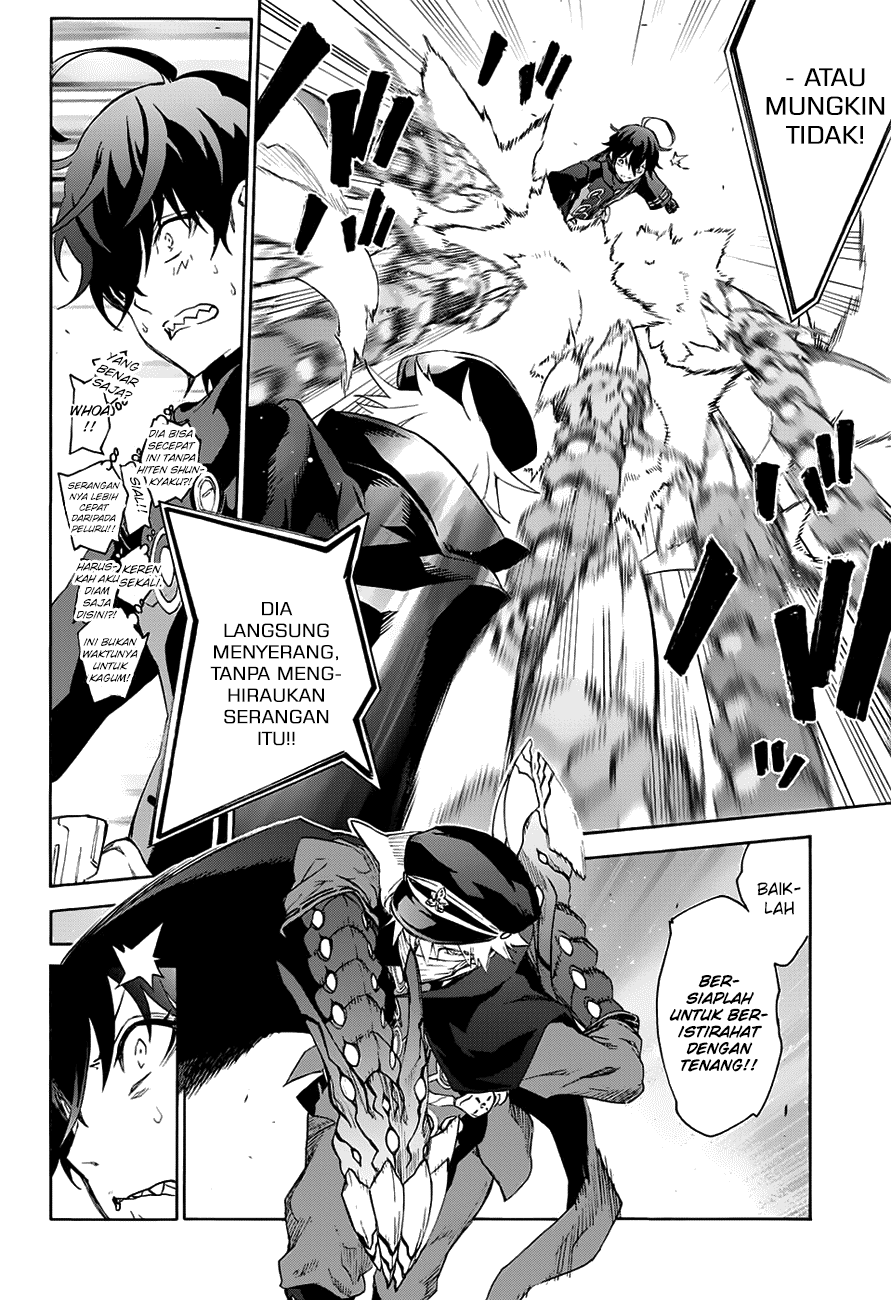 - ATAU
MUNGKIN
TIDAK!
DIA
LANGSUNG
MENYERANG,
TANPA MENG-
HIRAUKAN
SERANGAN
ITU!!
YANG
BENAR
SAJA?
WHOA
!!
DIA BISA
SECEPAT
INI TANPA
HITEN SHUN-
KYAKU?!
SIAL!!
SERANGAN
NYA LEBIH
CEPAT
DARIPADA
PELURU!!
KEREN
SEKALI.
HARUS-
KAH AKU
DIAM
SAJA
DISINI?!
INI BUKAN
WAKTUNYA
UNTUK
KAGUM!
BAIK-
LAH
BER-
SIAPLAH
UNTUK BER-
ISTIRAHAT
DENGAN
TENANG!!